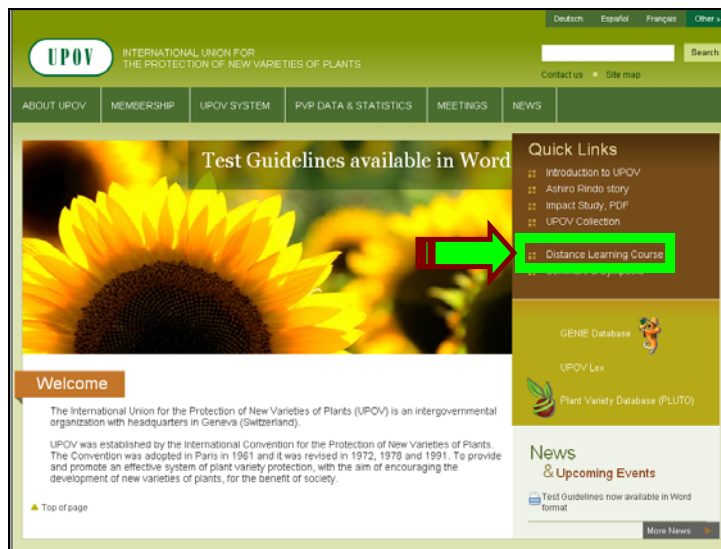 Deutsch Español Français Other
UPOV
INTERNATIONAL UNION FOR
THE PROTECTION OF NEW VARIETIES OF PLANTS
Search
Contact us Site map
ABOUT UPOV MEMBERSHIP UPOV SYSTEM PVP DATA & STATISTICS MEETINGS NEWS
Test Guidelines available in Word
Quick Links
Introduction to UPOV
Ashiro Rindo story
Impact Study, PDF
UPOV Collection
Distance Learning Course
GENIE Database
UPOV Lex
Plant Variety Database (PLUTO)
Welcome
The International Union for the Protection of New Varieties of Plants (UPOV) is an intergovernmental
organization with headquarters in Geneva (Switzerland).
UPOV was established by the International Convention for the Protection of New Varieties of Plants.
The Convention was adopted in Paris in 1961 and it was revised in 1972, 1978 and 1991. To provide
and promote an effective system of plant variety protection, with the aim of encouraging the
development of new varieties of plants, for the benefit of society.
Top of page
News
& Upcoming Events
Test Guidelines now available in Word
format
More News